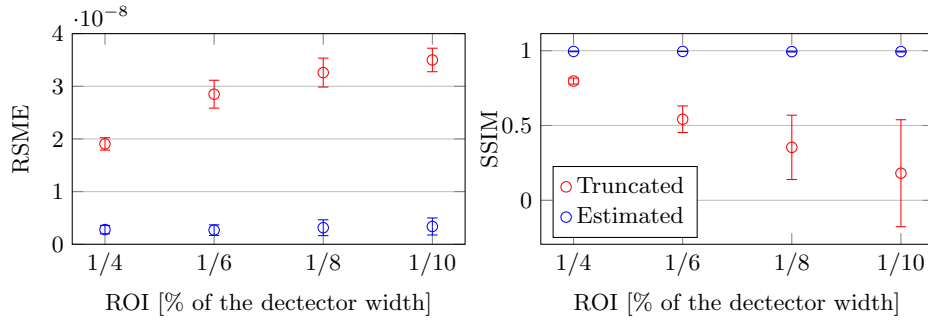 ·10−8
4
3
2
1
0
RSME
1/4 1/6 1/8 1/10
ROI [% of the dectector width]
1
0.5
0
SSIM
Truncated
Estimated
1/4 1/6 1/8 1/10
ROI [% of the dectector width]